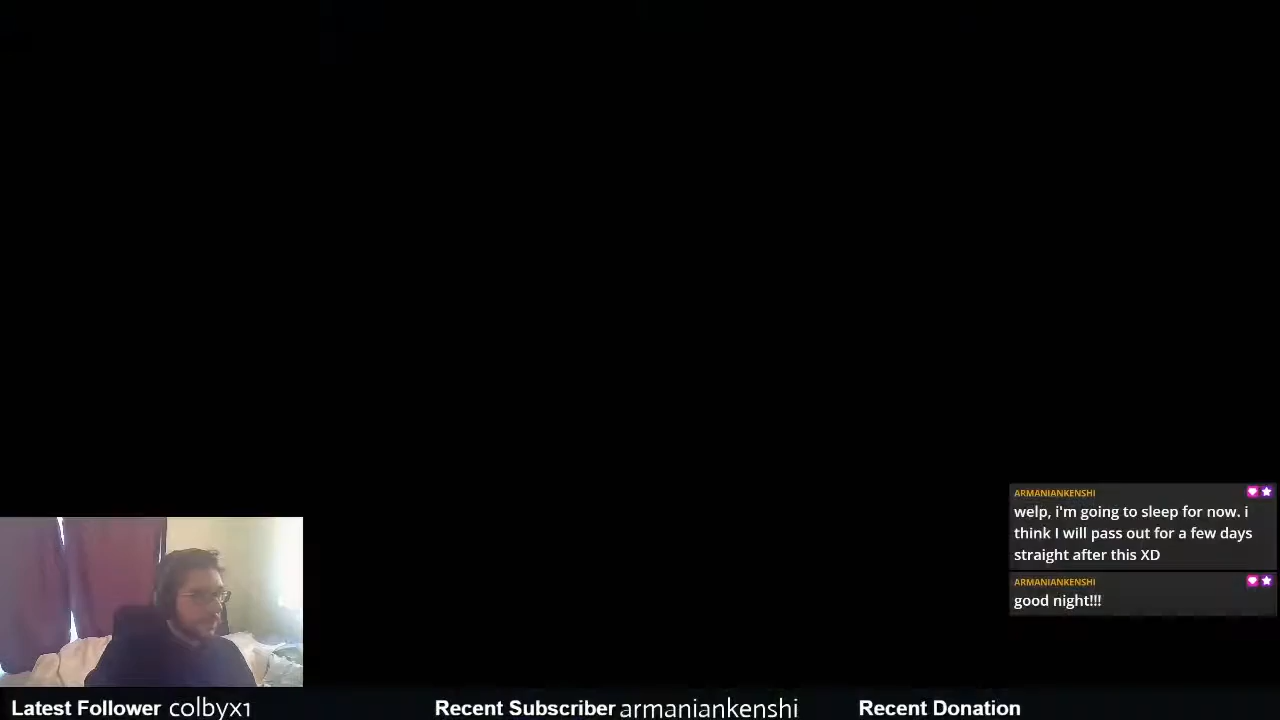 ARMANIANKENSHI
welp, i'm going to sleep for now. i
think I will pass out for a few days
straight after this XD
ARMANIANKENSHI
good night!!!
Latest Follower colbyx1
Recent Subscriber armaniankenshi
Recent Donation